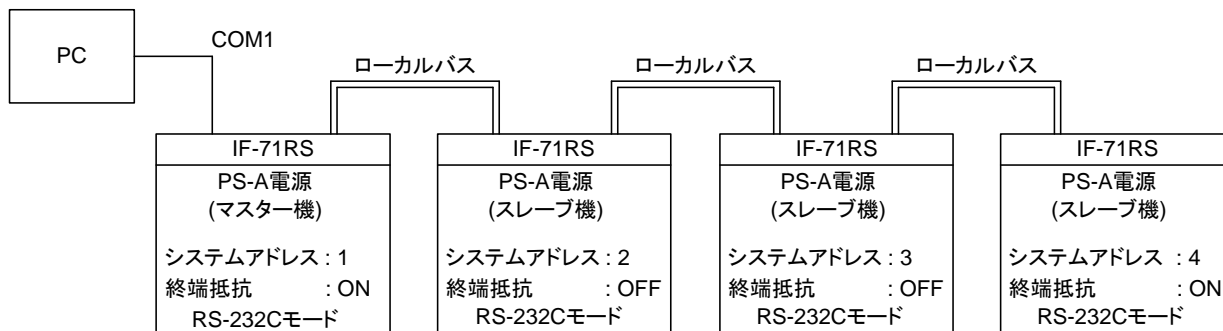 PC
COM1
ローカルバス
ローカルバス
ローカルバス
IF-71RS
PS-A電源
(マスター機)
システムアドレス : 1
終端抵抗 : ON
RS-232Cモード
IF-71RS
PS-A電源
(スレーブ機)
システムアドレス : 2
終端抵抗 : OFF
RS-232Cモード
IF-71RS
PS-A電源
(スレーブ機)
システムアドレス : 3
終端抵抗 : OFF
RS-232Cモード
IF-71RS
PS-A電源
(スレーブ機)
システムアドレス : 4
終端抵抗 : ON
RS-232Cモード